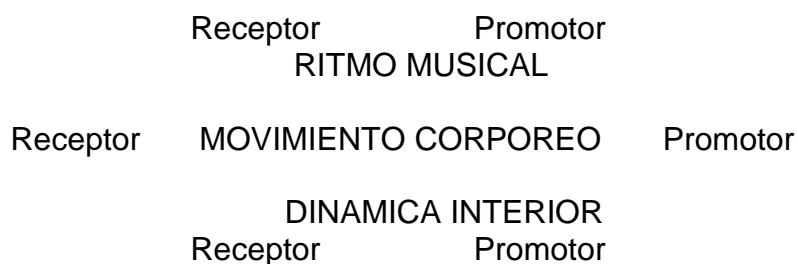 Receptor Promotor
RITMO MUSICAL
Receptor MOVIMIENTO CORPOREO Promotor
DINAMICA INTERIOR
Receptor Promotor